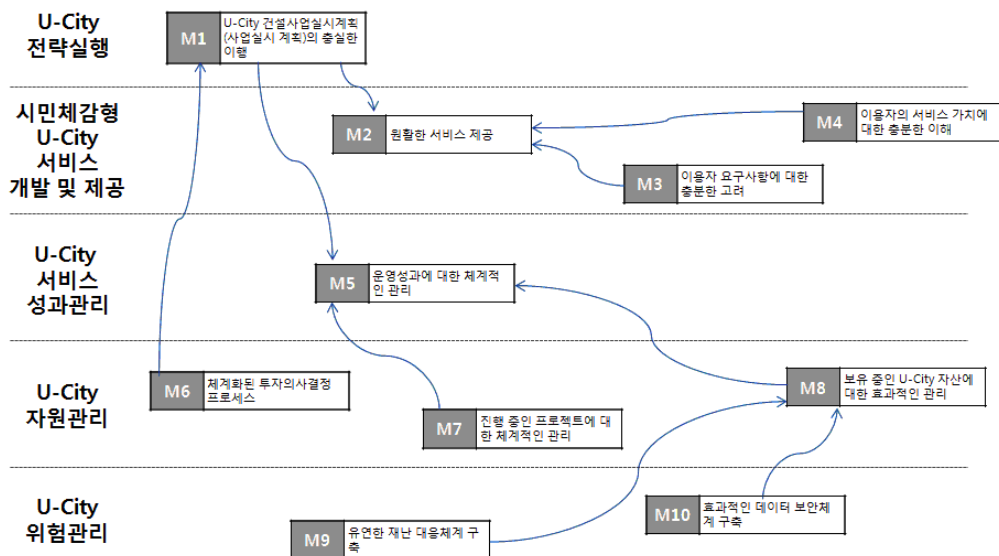 U-City
전략실행
M1
U-City 건설사업실시계획
(사업실시 계획)의 충실한
이행
시민체감형
U-City
서비스
개발 및 제공
M2
원활한 서비스 제공
M4
이용자의 서비스 가치에
대한 충분한 이해
M3
이용자 요구사항에 대한
충분한 고려
U-City
서비스
성과관리
M5
운영성과에 대한 체계적
인 관리
U-City
자원관리
M6
체계화된 투자의사결정
프로세스
M7
진행 중인 프로젝트에 대
한 체계적인 관리
M8
보유 중인 U-City 자산에
대한 효과적인 관리
U-City
위험관리
M9
유연한 재난 대응체계 구
축
M10
효과적인 데이터 보안체
계 구축